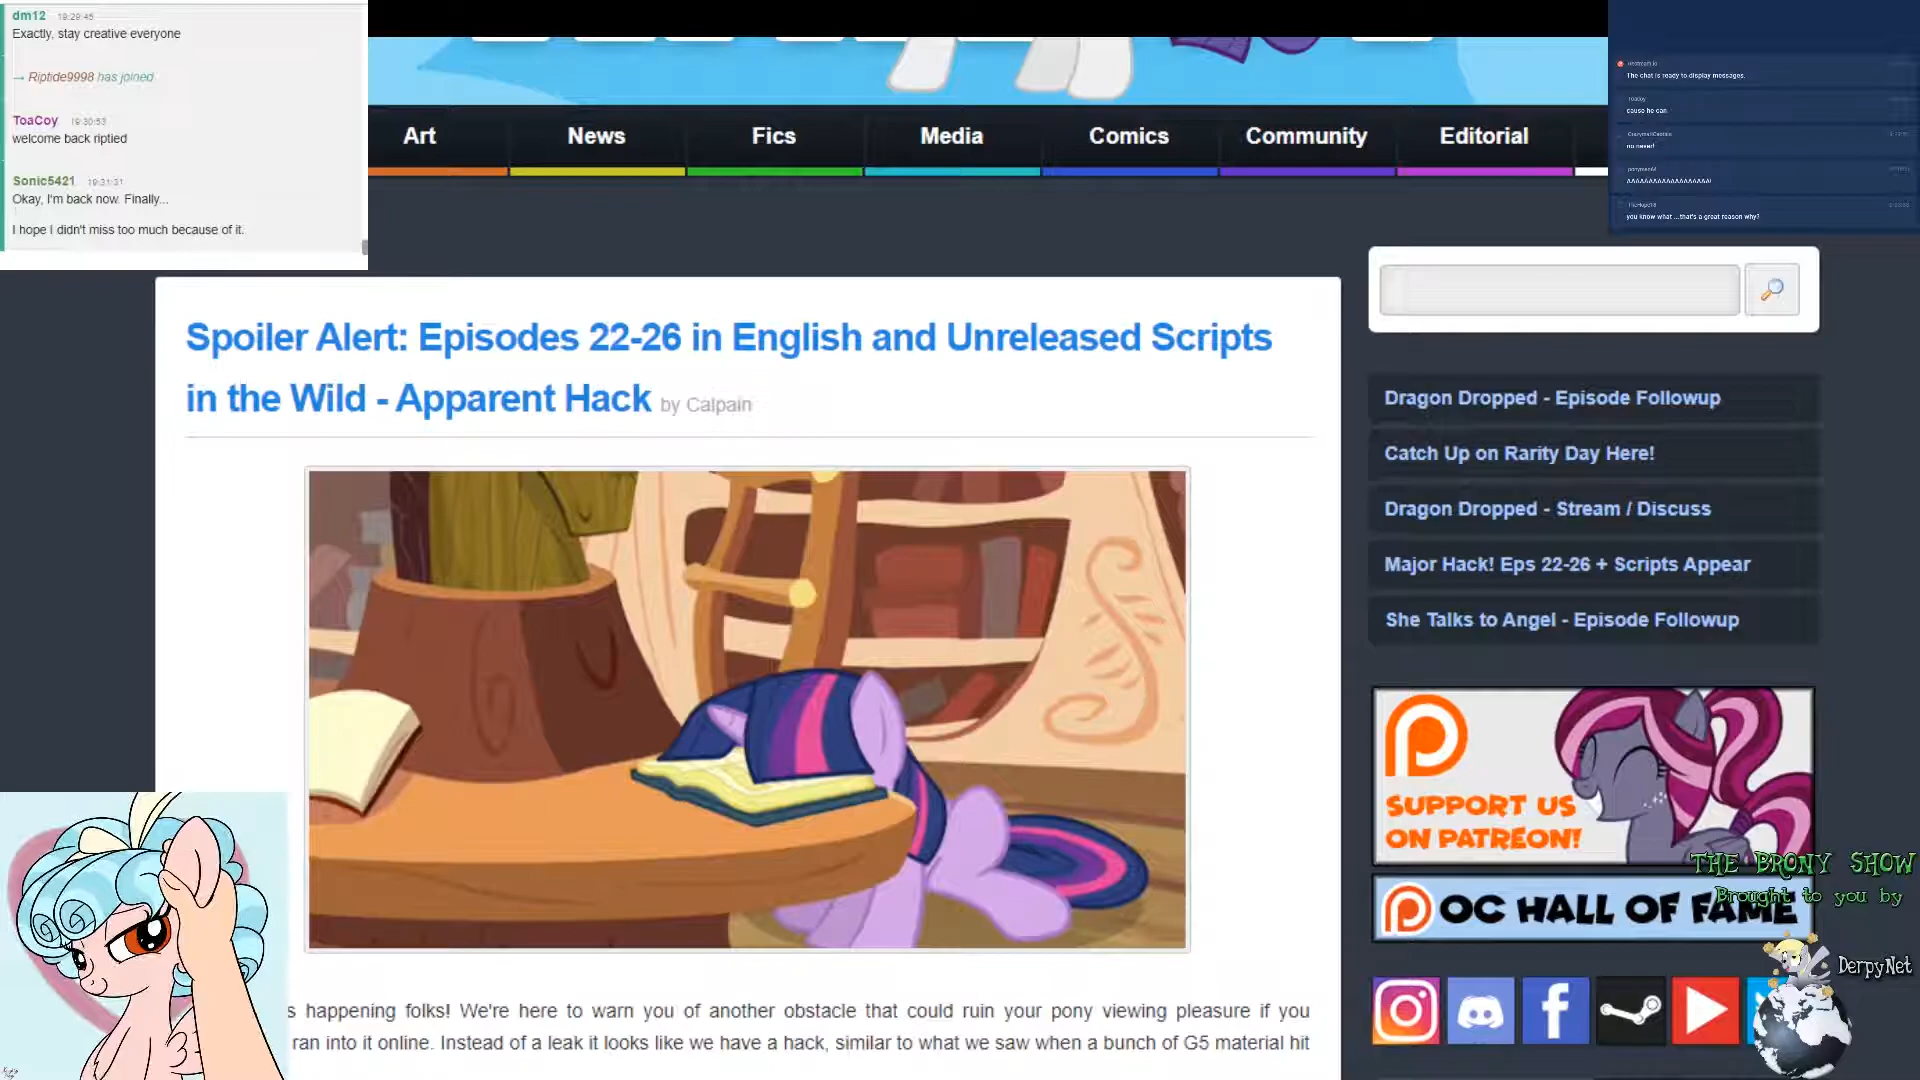 dm12 19:29:45
Exactly, stay creative everyone
→ Riptide9998 has joined
ToaCoy 19:30:53
welcome back riptied
Sonic5421 19:31:31
Okay, I'm back now. Finally...
I hope I didn't miss too much because of it.
Art News Fics Media Comics Community Editorial
The chat is ready to display messages.
ToaCoy
cause he can.
no never!
you know what ...that's a great reason why?
Spoiler Alert: Episodes 22-26 in English and Unreleased Scripts
in the Wild - Apparent Hack by Calpain
Dragon Dropped - Episode Followup
Catch Up on Rarity Day Here!
Dragon Dropped - Stream / Discuss
Major Hack! Eps 22-26 + Scripts Appear
She Talks to Angel - Episode Followup
SUPPORT US
ON PATREON!
THE BRONY SHOW
Brought to you by
OC HALL OF FAME
DerpyNet
s happening folks! We're here to warn you of another obstacle that could ruin your pony viewing pleasure if you
ran into it online. Instead of a leak it looks like we have a hack, similar to what we saw when a bunch of G5 material hit